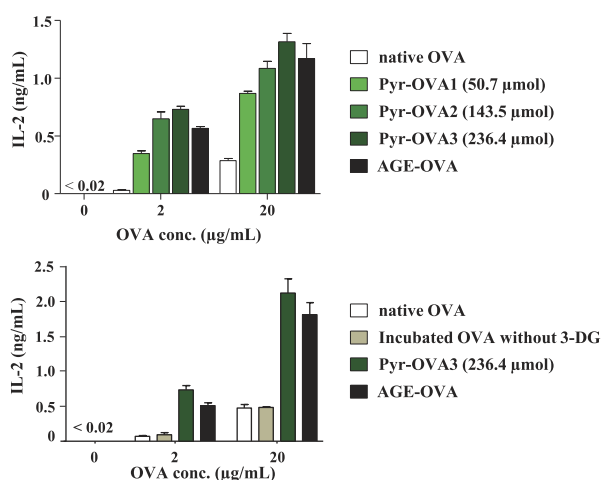 1.5
1.0
0.5
0
IL-2 (ng/mL)
< 0.02
0 2 20
OVA conc. (µg/mL)
native OVA
Pyr-OVA1 (50.7 µmol)
Pyr-OVA2 (143.5 µmol)
Pyr-OVA3 (236.4 µmol)
AGE-OVA
2.5
2.0
1.5
1.0
0.5
0
IL-2 (ng/mL)
< 0.02
0 2 20
OVA conc. (µg/mL)
native OVA
Incubated OVA without 3-DG
Pyr-OVA3 (236.4 µmol)
AGE-OVA